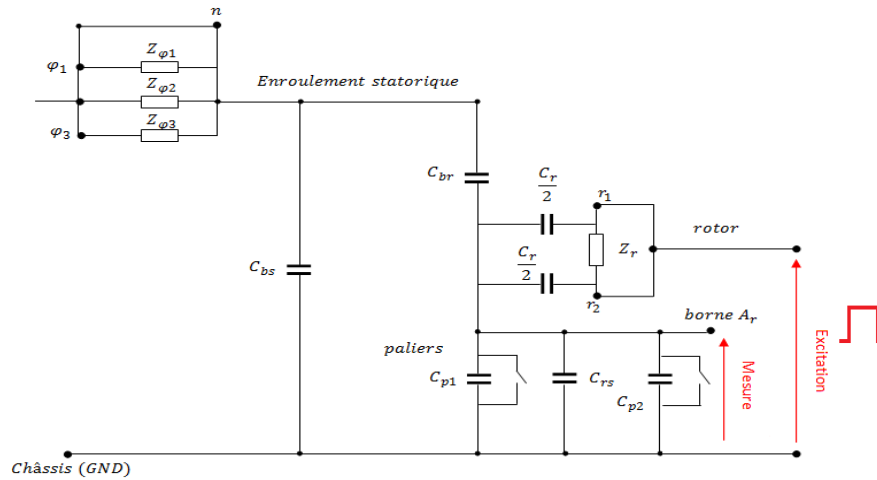 n
Zφ1
φ1
Zφ2
Enroulement statorique
Zφ3
φ3
Cbr
Cr
2
r1
rotor
Zr
Cbs
Cr
2
r2
borne Ar
paliers
Cp1
Crs
Cp2
Mesure
Excitation
Châssis (GND)